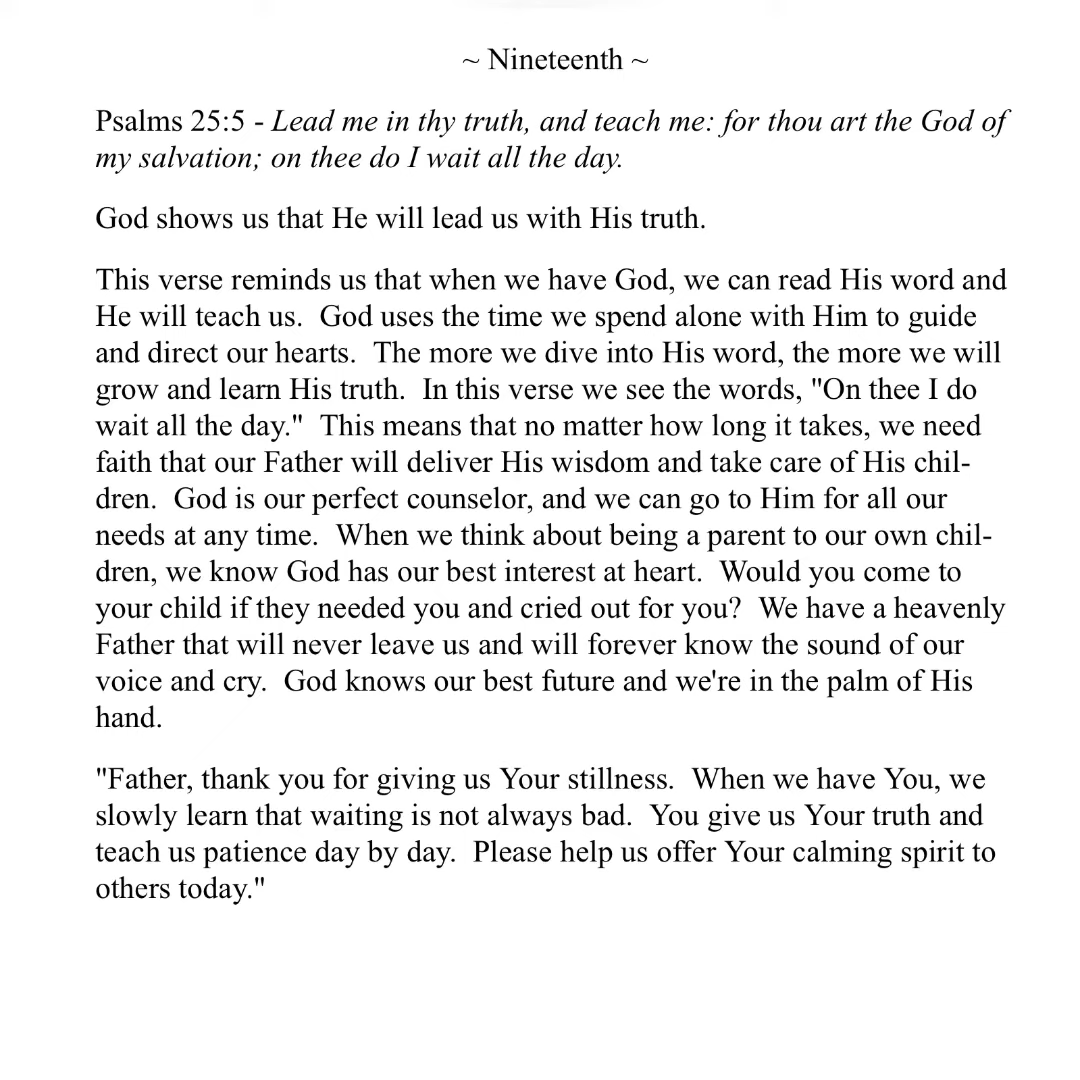 ~ Nineteenth ~
Psalms 25:5 - Lead me in thy truth, and teach me: for thou art the God of
my salvation; on thee do I wait all the day.
God shows us that He will lead us with His truth.
This verse reminds us that when we have God, we can read His word and
He will teach us.  God uses the time we spend alone with Him to guide
and direct our hearts.  The more we dive into His word, the more we will
grow and learn His truth.  In this verse we see the words, "On thee I do
wait all the day."  This means that no matter how long it takes, we need
faith that our Father will deliver His wisdom and take care of His chil-
dren.  God is our perfect counselor, and we can go to Him for all our
needs at any time.  When we think about being a parent to our own chil-
dren, we know God has our best interest at heart.  Would you come to
your child if they needed you and cried out for you?  We have a heavenly
Father that will never leave us and will forever know the sound of our
voice and cry.  God knows our best future and we're in the palm of His
hand.
"Father, thank you for giving us Your stillness.  When we have You, we
slowly learn that waiting is not always bad.  You give us Your truth and
teach us patience day by day.  Please help us offer Your calming spirit to
others today."